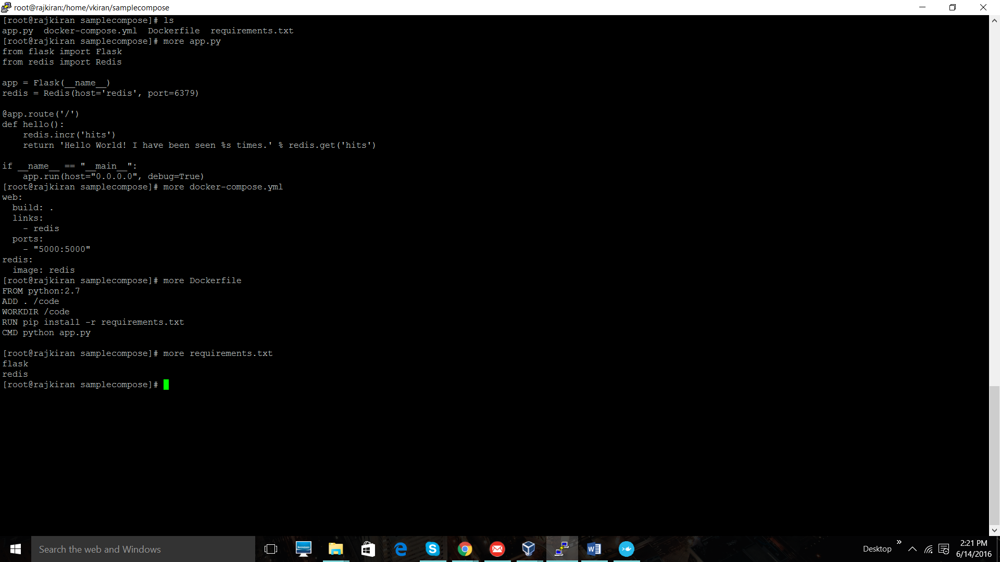 root@rajkiran:/home/vkiran/samplecompose
[root@rajkiran samplecompose]# ls
app.py  docker-compose.yml  Dockerfile  requirements.txt
[root@rajkiran samplecompose]# more app.py
from flask import Flask
from redis import Redis

app = Flask(__name__)
redis = Redis(host='redis', port=6379)

@app.route('/')
def hello():
    redis.incr('hits')
    return 'Hello World! I have been seen %s times.' % redis.get('hits')

if __name__ == "__main__":
    app.run(host="0.0.0.0", debug=True)
[root@rajkiran samplecompose]# more docker-compose.yml
web:
  build: .
  links:
    - redis
  ports:
    - "5000:5000"
redis:
  image: redis
[root@rajkiran samplecompose]# more Dockerfile
FROM python:2.7
ADD . /code
WORKDIR /code
RUN pip install -r requirements.txt
CMD python app.py

[root@rajkiran samplecompose]# more requirements.txt
flask
redis
[root@rajkiran samplecompose]#
Search the web and Windows
Desktop
2:21 PM
6/14/2016